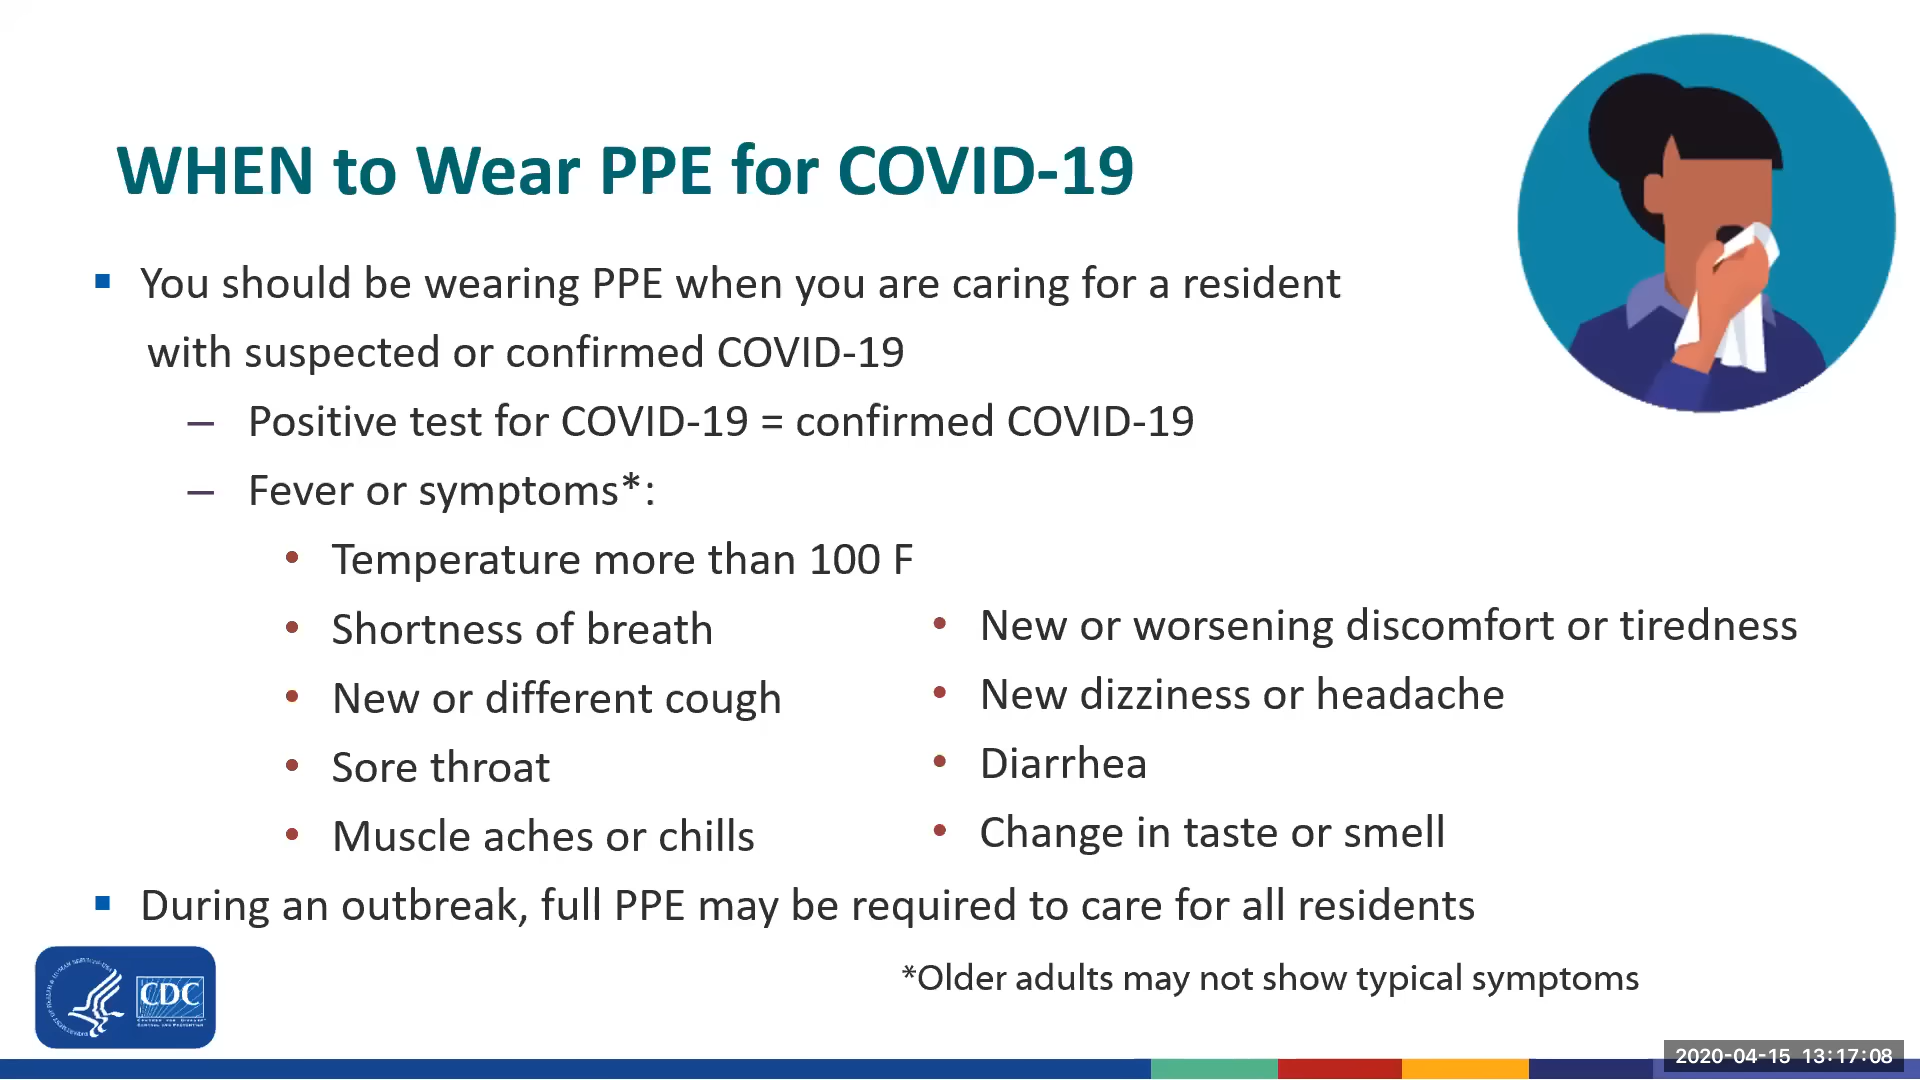 WHEN to Wear PPE for COVID-19
▪ You should be wearing PPE when you are caring for a resident
with suspected or confirmed COVID-19
– Positive test for COVID-19 = confirmed COVID-19
– Fever or symptoms*:
• Temperature more than 100 F
• Shortness of breath
• New or different cough
• Sore throat
• Muscle aches or chills
• New or worsening discomfort or tiredness
• New dizziness or headache
• Diarrhea
• Change in taste or smell
▪ During an outbreak, full PPE may be required to care for all residents
*Older adults may not show typical symptoms
CDC
2020-04-15 13:17:08